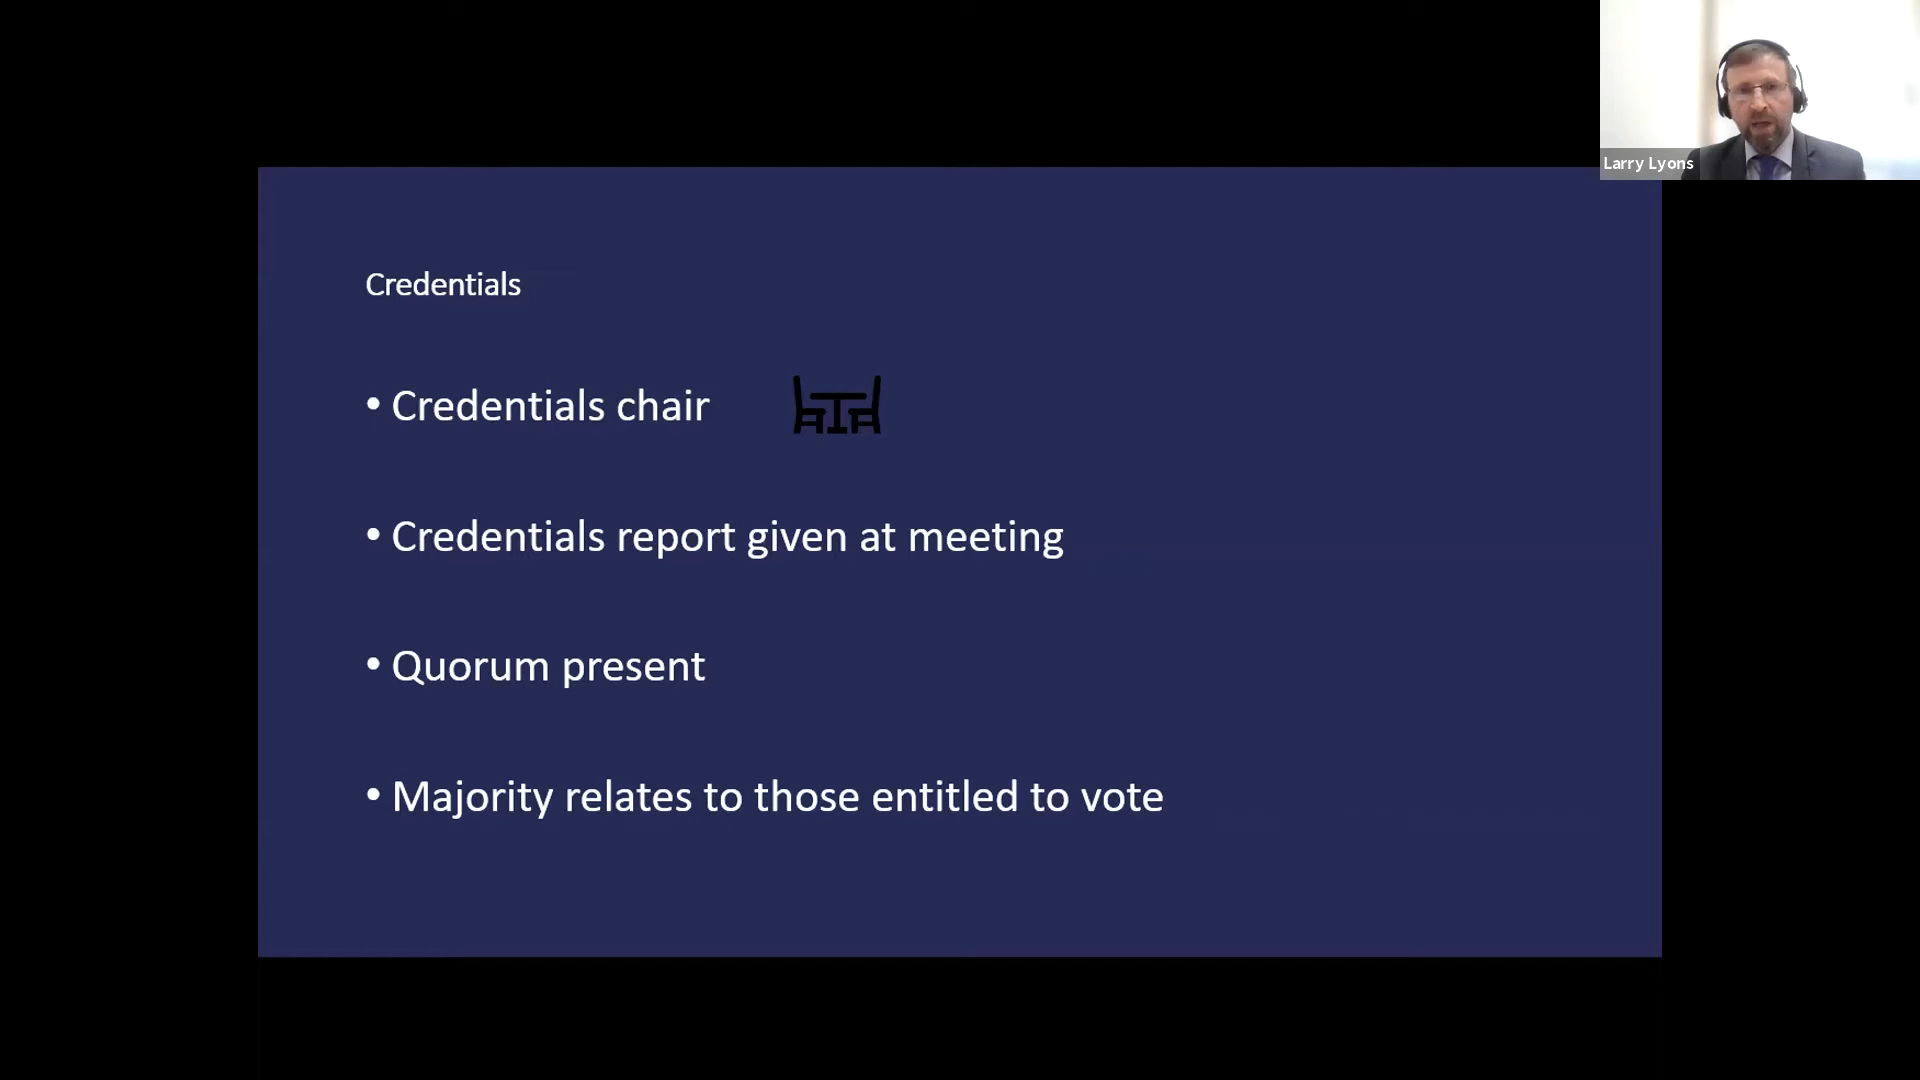 Larry Lyons
Credentials
• Credentials chair
• Credentials report given at meeting
• Quorum present
• Majority relates to those entitled to vote